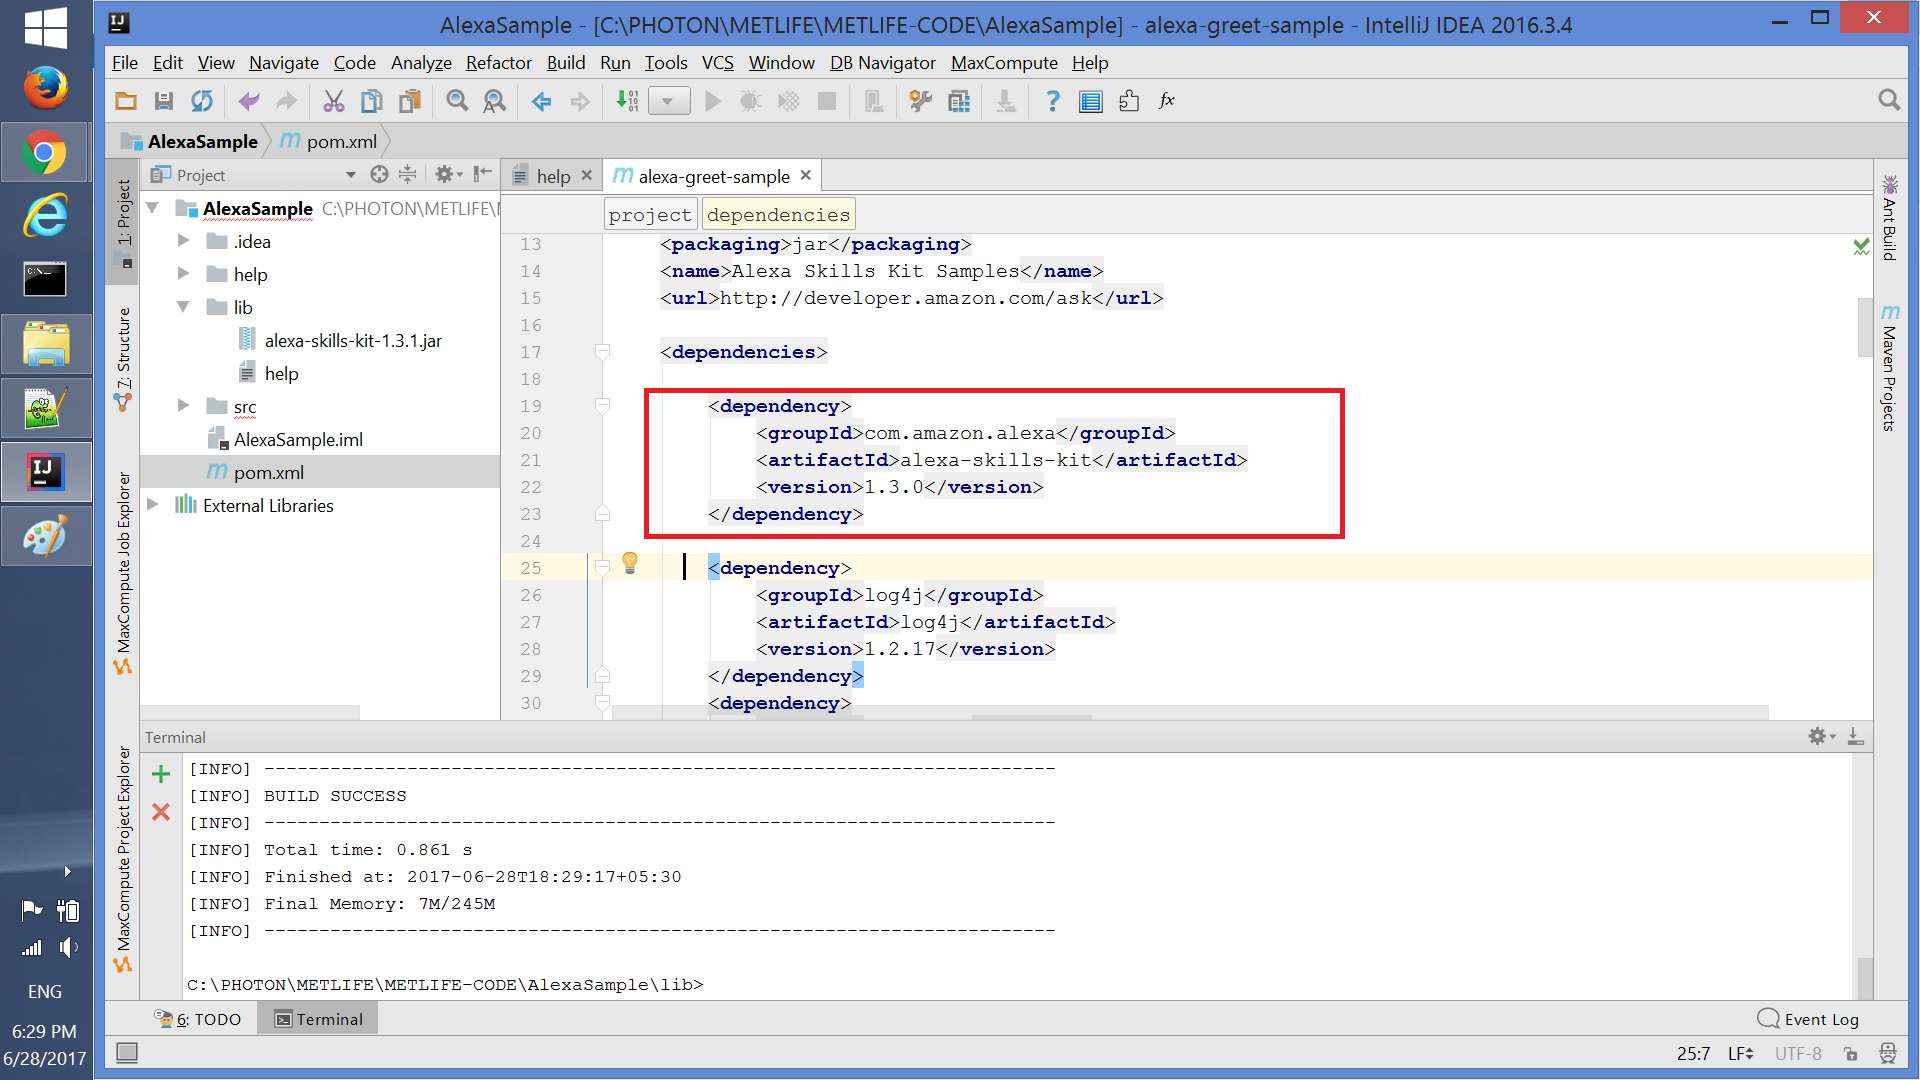 AlexaSample - [C:\PHOTON\METLIFE\METLIFE-CODE\AlexaSample] - alexa-greet-sample - IntelliJ IDEA 2016.3.4
File Edit View Navigate Code Analyze Refactor Build Run Tools VCS Window DB Navigator MaxCompute Help
AlexaSample pom.xml
Project
help
alexa-greet-sample
1: Project
7: Structure
MaxCompute Job Explorer
MaxCompute Project Explorer
AlexaSample C:\PHOTON\METLIFE\
.idea
help
lib
alexa-skills-kit-1.3.1.jar
help
src
AlexaSample.iml
pom.xml
External Libraries
project dependencies
13 <packaging>jar</packaging>
14 <name>Alexa Skills Kit Samples</name>
15 <url>http://developer.amazon.com/ask</url>
16
17 <dependencies>
18
19 <dependency>
20 <groupId>com.amazon.alexa</groupId>
21 <artifactId>alexa-skills-kit</artifactId>
22 <version>1.3.0</version>
23 </dependency>
24
25 <dependency>
26 <groupId>log4j</groupId>
27 <artifactId>log4j</artifactId>
28 <version>1.2.17</version>
29 </dependency>
30 <dependency>
Ant Build
Maven Projects
Terminal
[INFO] ------------------------------------------------------------------------
[INFO] BUILD SUCCESS
[INFO] ------------------------------------------------------------------------
[INFO] Total time: 0.861 s
[INFO] Finished at: 2017-06-28T18:29:17+05:30
[INFO] Final Memory: 7M/245M
[INFO] ------------------------------------------------------------------------
C:\PHOTON\METLIFE\METLIFE-CODE\AlexaSample\lib>
6: TODO Terminal Event Log
25:7 LF UTF-8
ENG
6:29 PM
6/28/2017